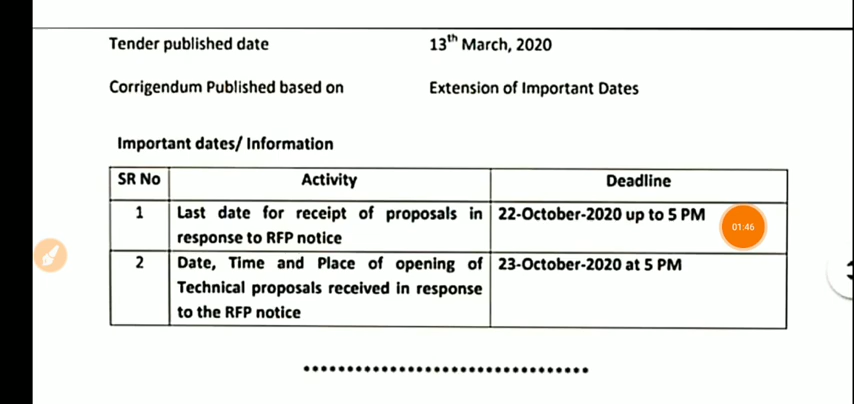 Tender published date 13th March, 2020
Corrigendum Published based on Extension of Important Dates
Important dates/ Information
SR No Activity Deadline
1 Last date for receipt of proposals in 22-October-2020 up to 5 PM
response to RFP notice
01:46
2 Date, Time and Place of opening of 23-October-2020 at 5 PM
Technical proposals received in response
to the RFP notice